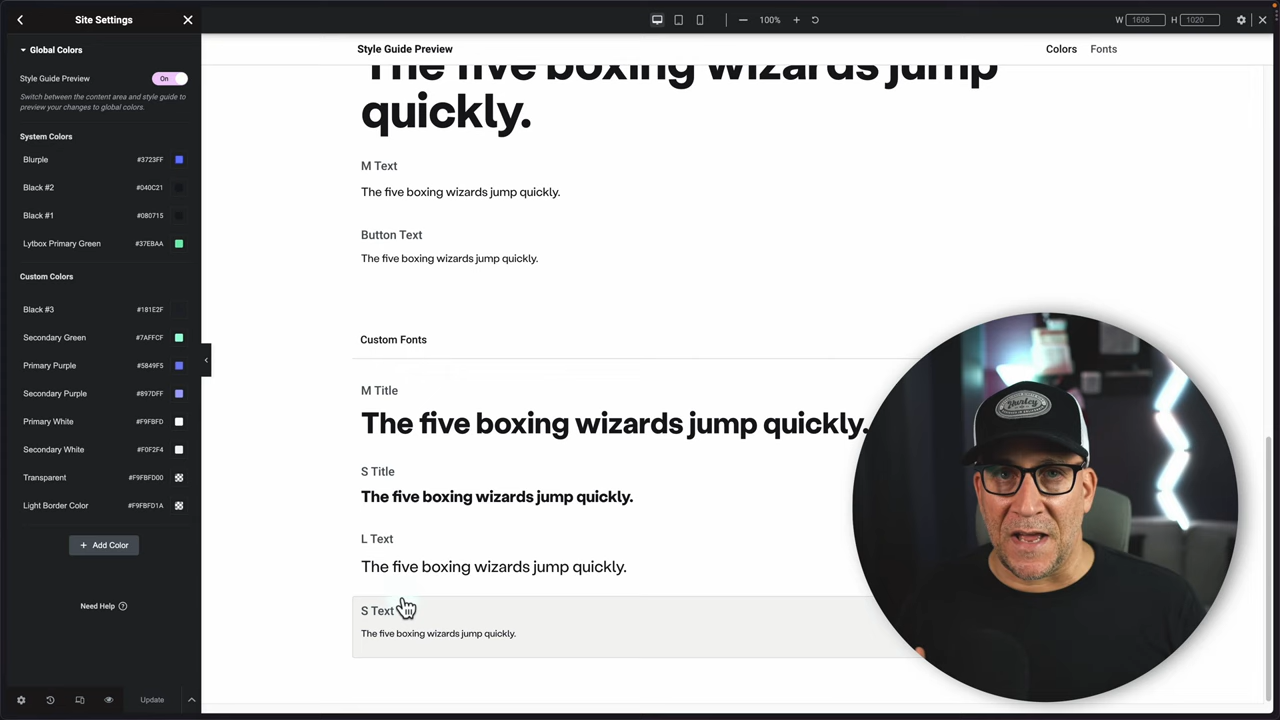 Site Settings
100%
W 1608 H 1020
Global Colors
Style Guide Preview
On
Switch between the content area and style guide to
preview your changes to global colors.
System Colors
Blurple #3723FF
Black #2 #040C21
Black #1 #080715
Lytbox Primary Green #37EBAA
Custom Colors
Black #3 #181E2F
Secondary Green #7AFFCF
Primary Purple #5849F5
Secondary Purple #897DFF
Primary White #F9FBFD
Secondary White #F0F2F4
Transparent #F9FBFD00
Light Border Color #F9FBFD1A
+ Add Color
Need Help
Update
Style Guide Preview
Colors Fonts
The five boxing wizards jump
quickly.
M Text
The five boxing wizards jump quickly.
Button Text
The five boxing wizards jump quickly.
Custom Fonts
M Title
The five boxing wizards jump quickly.
S Title
The five boxing wizards jump quickly.
L Text
The five boxing wizards jump quickly.
S Text
The five boxing wizards jump quickly.
Hurley